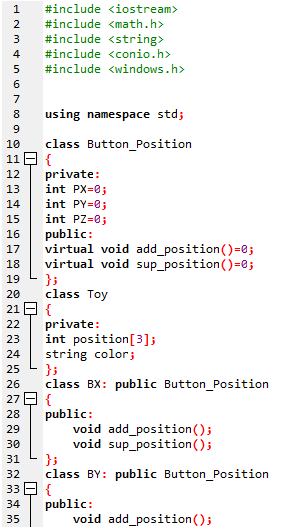 1 #include <iostream>
2 #include <math.h>
3 #include <string>
4 #include <conio.h>
5 #include <windows.h>
6
7
8 using namespace std;
9
10 class Button_Position
11 {
12 private:
13 int PX=0;
14 int PY=0;
15 int PZ=0;
16 public:
17 virtual void add_position()=0;
18 virtual void sup_position()=0;
19 };
20 class Toy
21 {
22 private:
23 int position[3];
24 string color;
25 };
26 class BX: public Button_Position
27 {
28 public:
29     void add_position();
30     void sup_position();
31 };
32 class BY: public Button_Position
33 {
34 public:
35     void add_position();